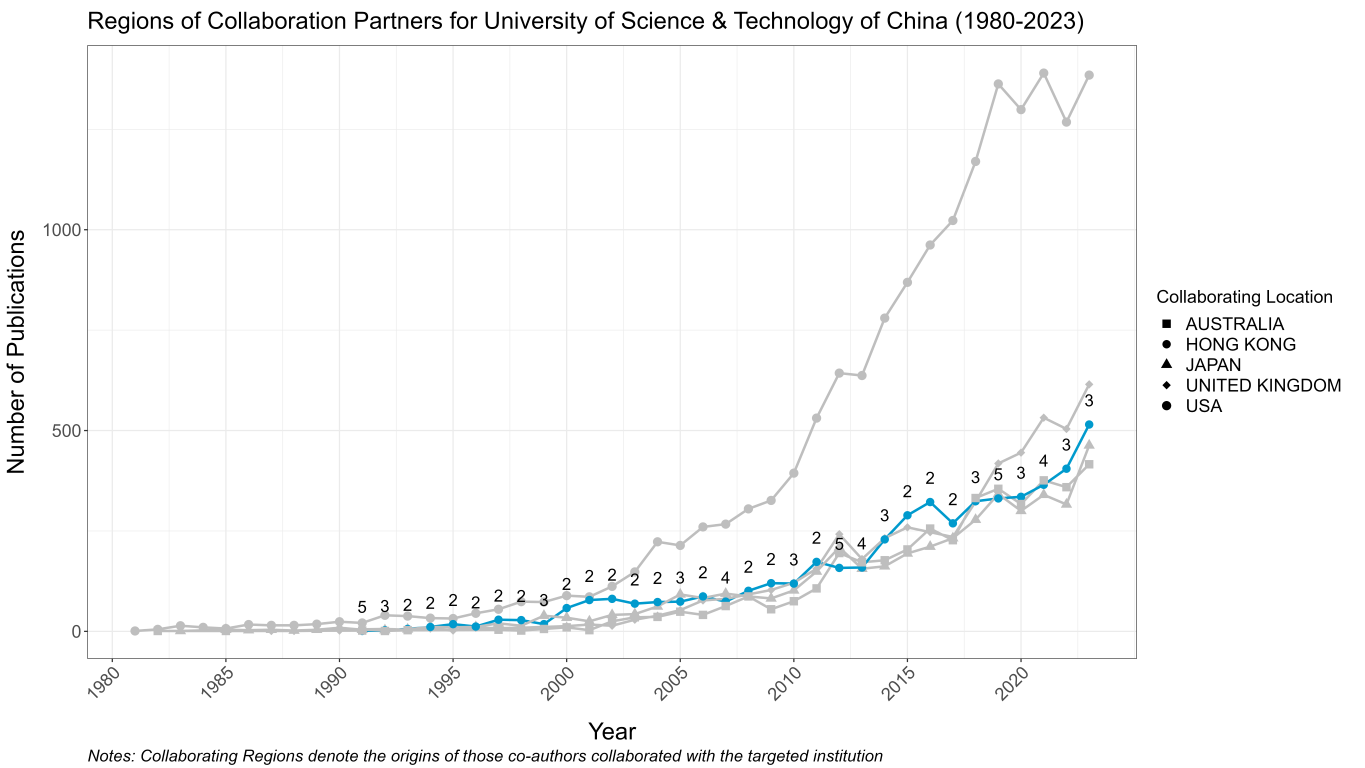 Regions of Collaboration Partners for University of Science & Technology of China (1980-2023)
Number of Publications
1000
500
0
5 3 2 2 2 2 2 2 3 2 2 2 2 2 3 2 4 2 2 3 2 5 4 3 2 2 2 3 5 3 4 3 3
1980 1985 1990 1995 2000 2005 2010 2015 2020
Year
Notes: Collaborating Regions denote the origins of those co-authors collaborated with the targeted institution
Collaborating Location
AUSTRALIA
HONG KONG
JAPAN
UNITED KINGDOM
USA